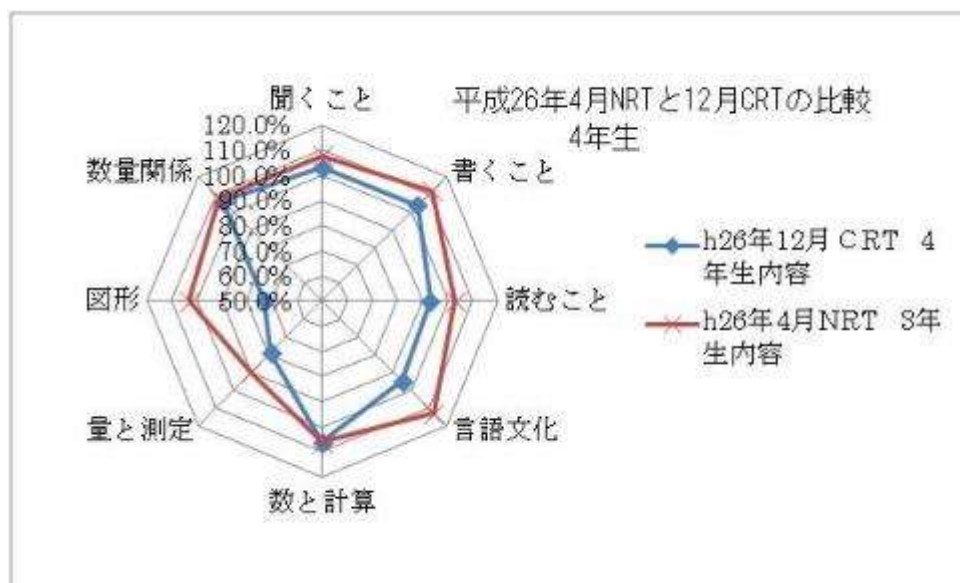 平成26年4月NRTと12月CRTの比較
4年生
聞くこと
書くこと
読むこと
言語文化
数と計算
量と測定
図形
数量関係
120.0%
110.0%
100.0%
90.0%
80.0%
70.0%
60.0%
50.0%
h26年12月ＣＲＴ 4
年生内容
h26年4月NRT 3年
生内容